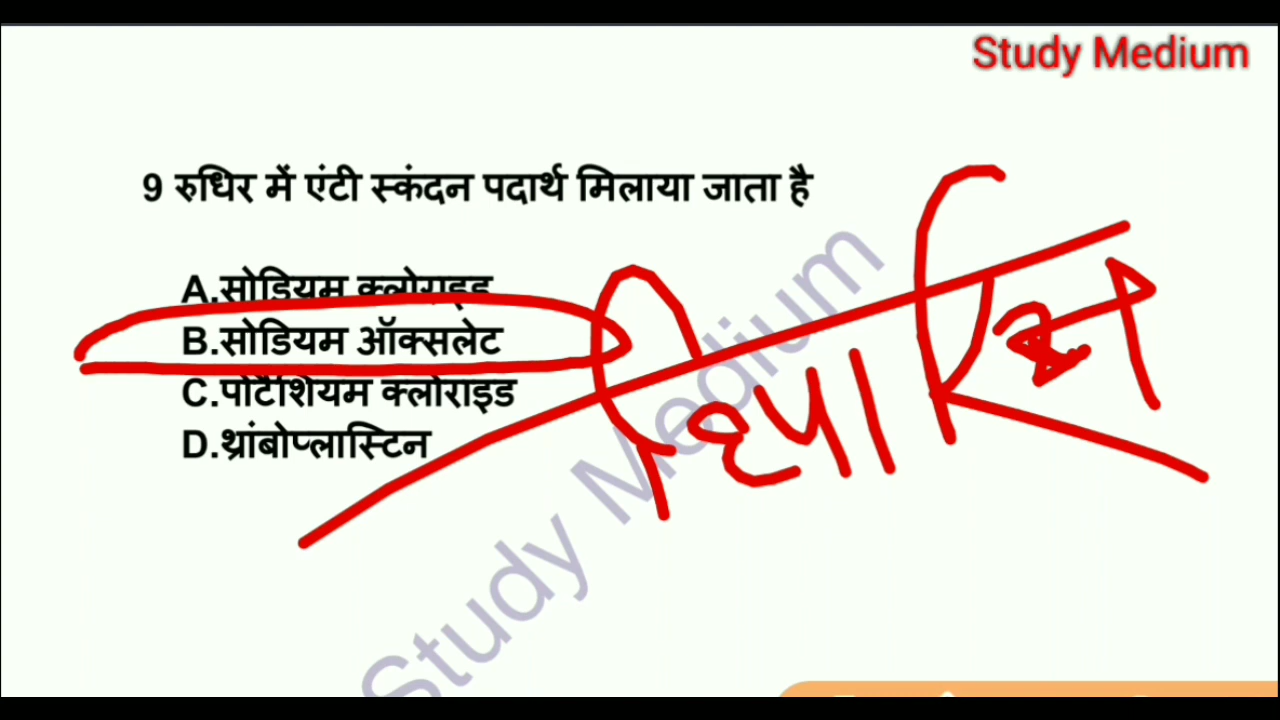 Study Medium
9 रुधिर में एंटी स्कंदन पदार्थ मिलाया जाता है
A.सोडियम क्लोराइड
B.सोडियम ऑक्सलेट
C.पोटैशियम क्लोराइड
D.थ्रांबोप्लास्टिन
Study Medium